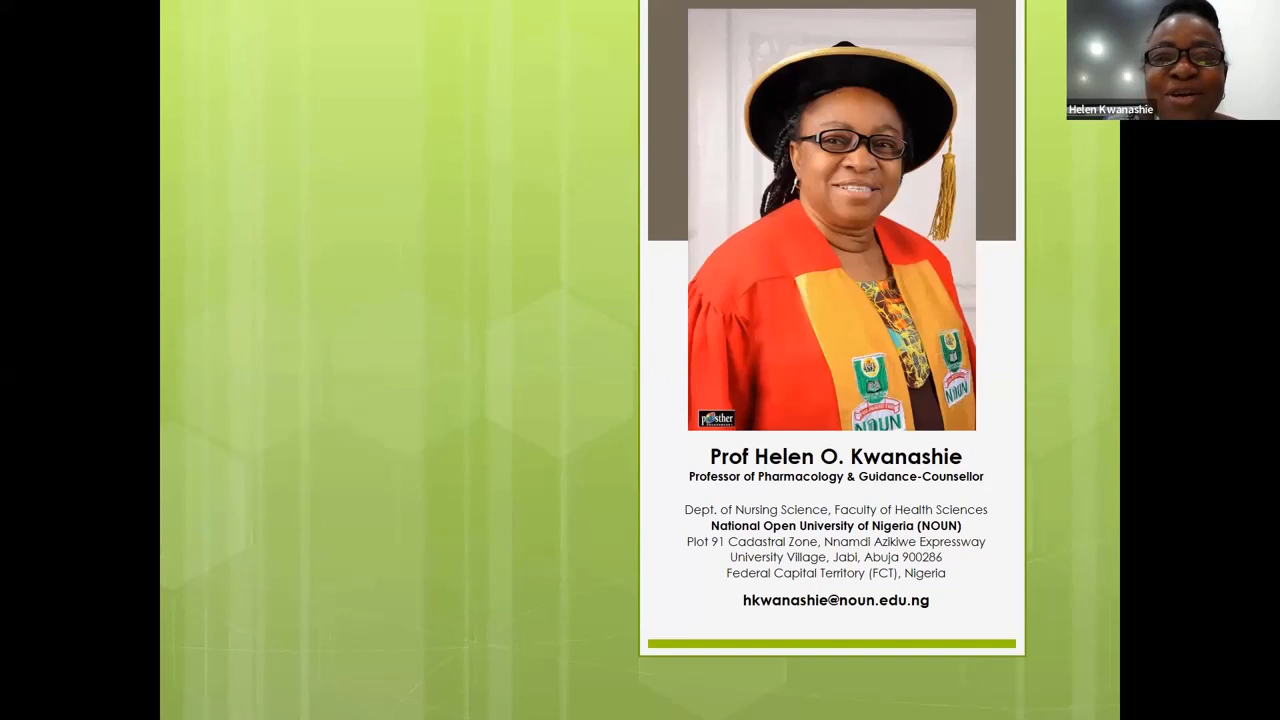 Helen Kwanashie
NOUN
NOUN
Prof Helen O. Kwanashie
Professor of Pharmacology & Guidance-Counsellor
Dept. of Nursing Science, Faculty of Health Sciences
National Open University of Nigeria (NOUN)
Plot 91 Cadastral Zone, Nnamdi Azikiwe Expressway
University Village, Jabi, Abuja 900286
Federal Capital Territory (FCT), Nigeria
hkwanashie@noun.edu.ng